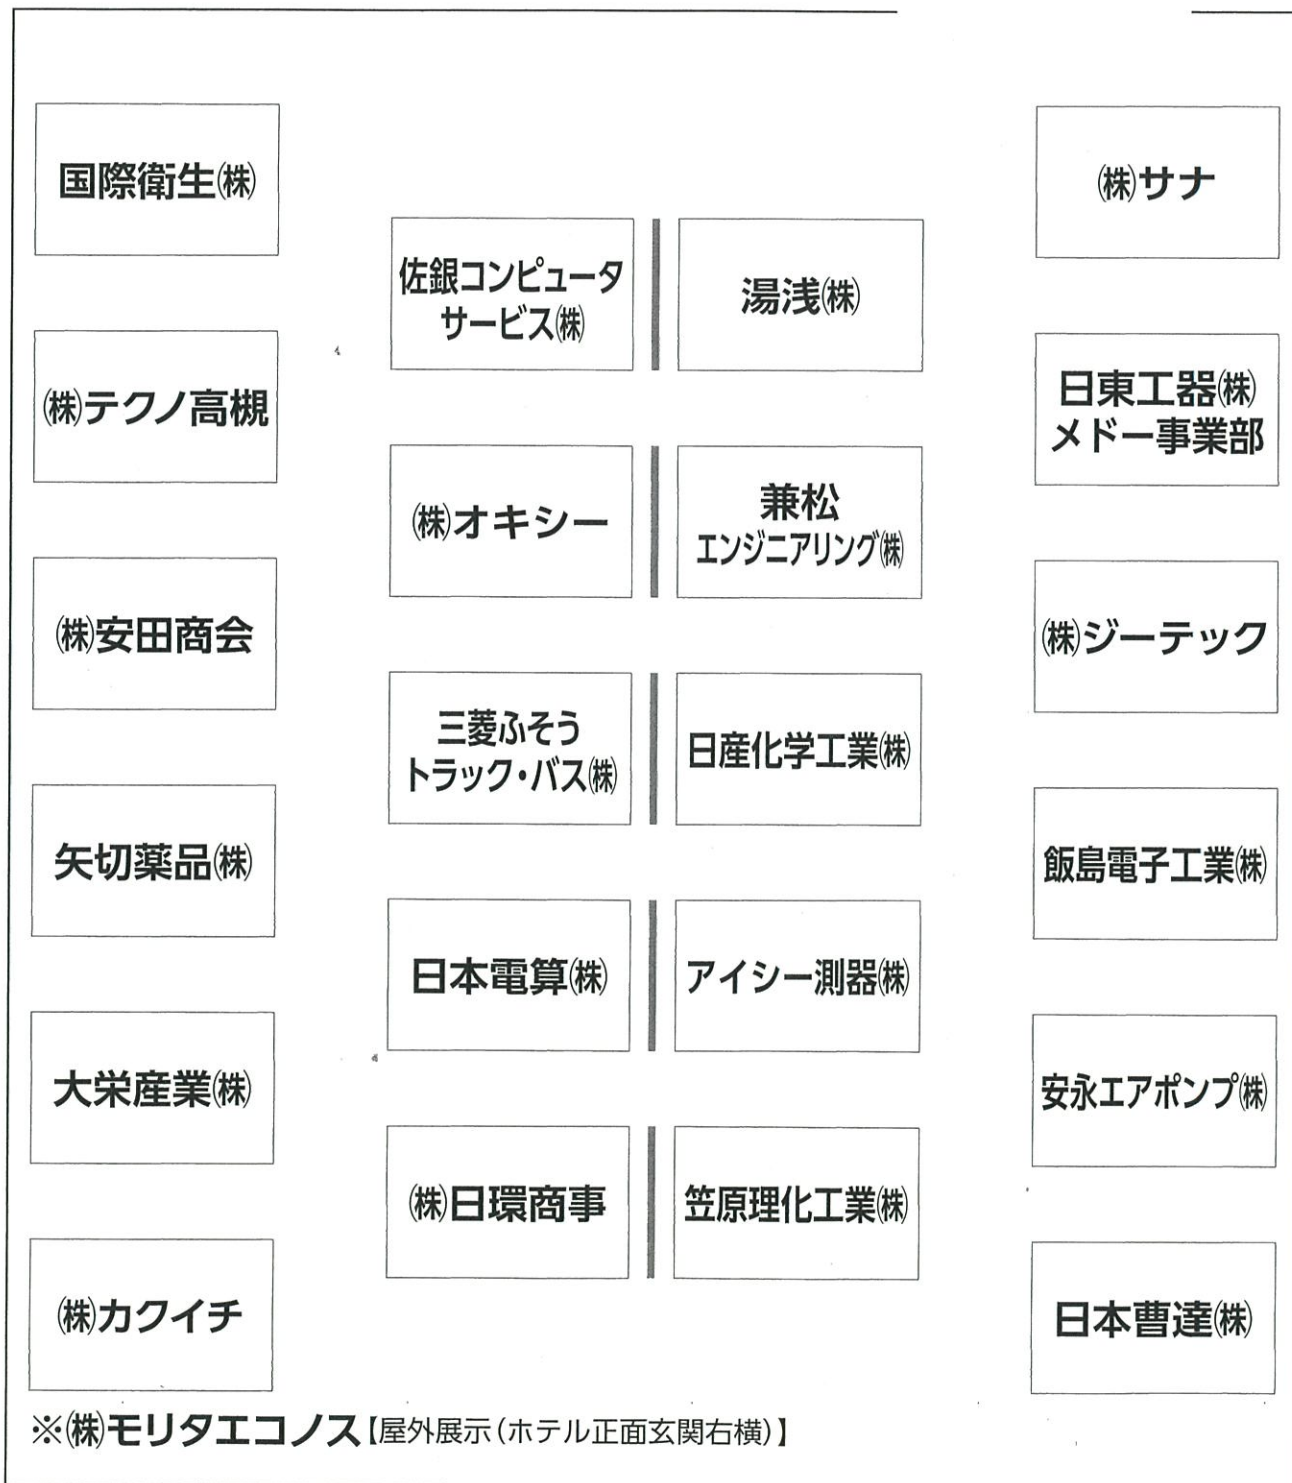 国際衛生㈱
㈱テクノ高槻
㈱安田商会
矢切薬品㈱
大栄産業㈱
㈱カクイチ
佐銀コンピュータ
サービス㈱
㈱オキシー
三菱ふそう
トラック・バス㈱
日本電算㈱
㈱日環商事
湯浅㈱
兼松
エンジニアリング㈱
日産化学工業㈱
アイシー測器㈱
笠原理化工業㈱
㈱サナ
日東工器㈱
メドー事業部
㈱ジーテック
飯島電子工業㈱
安永エアポンプ㈱
日本曹達㈱
※㈱モリタエコノス【屋外展示(ホテル正面玄関右横)】